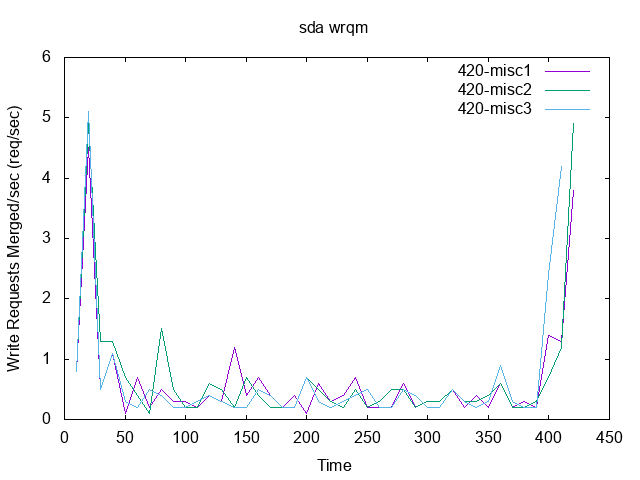 sda wrqm
Write Requests Merged/sec (req/sec)
6
5
4
3
2
1
0
420-misc1
420-misc2
420-misc3
0 50 100 150 200 250 300 350 400 450
Time